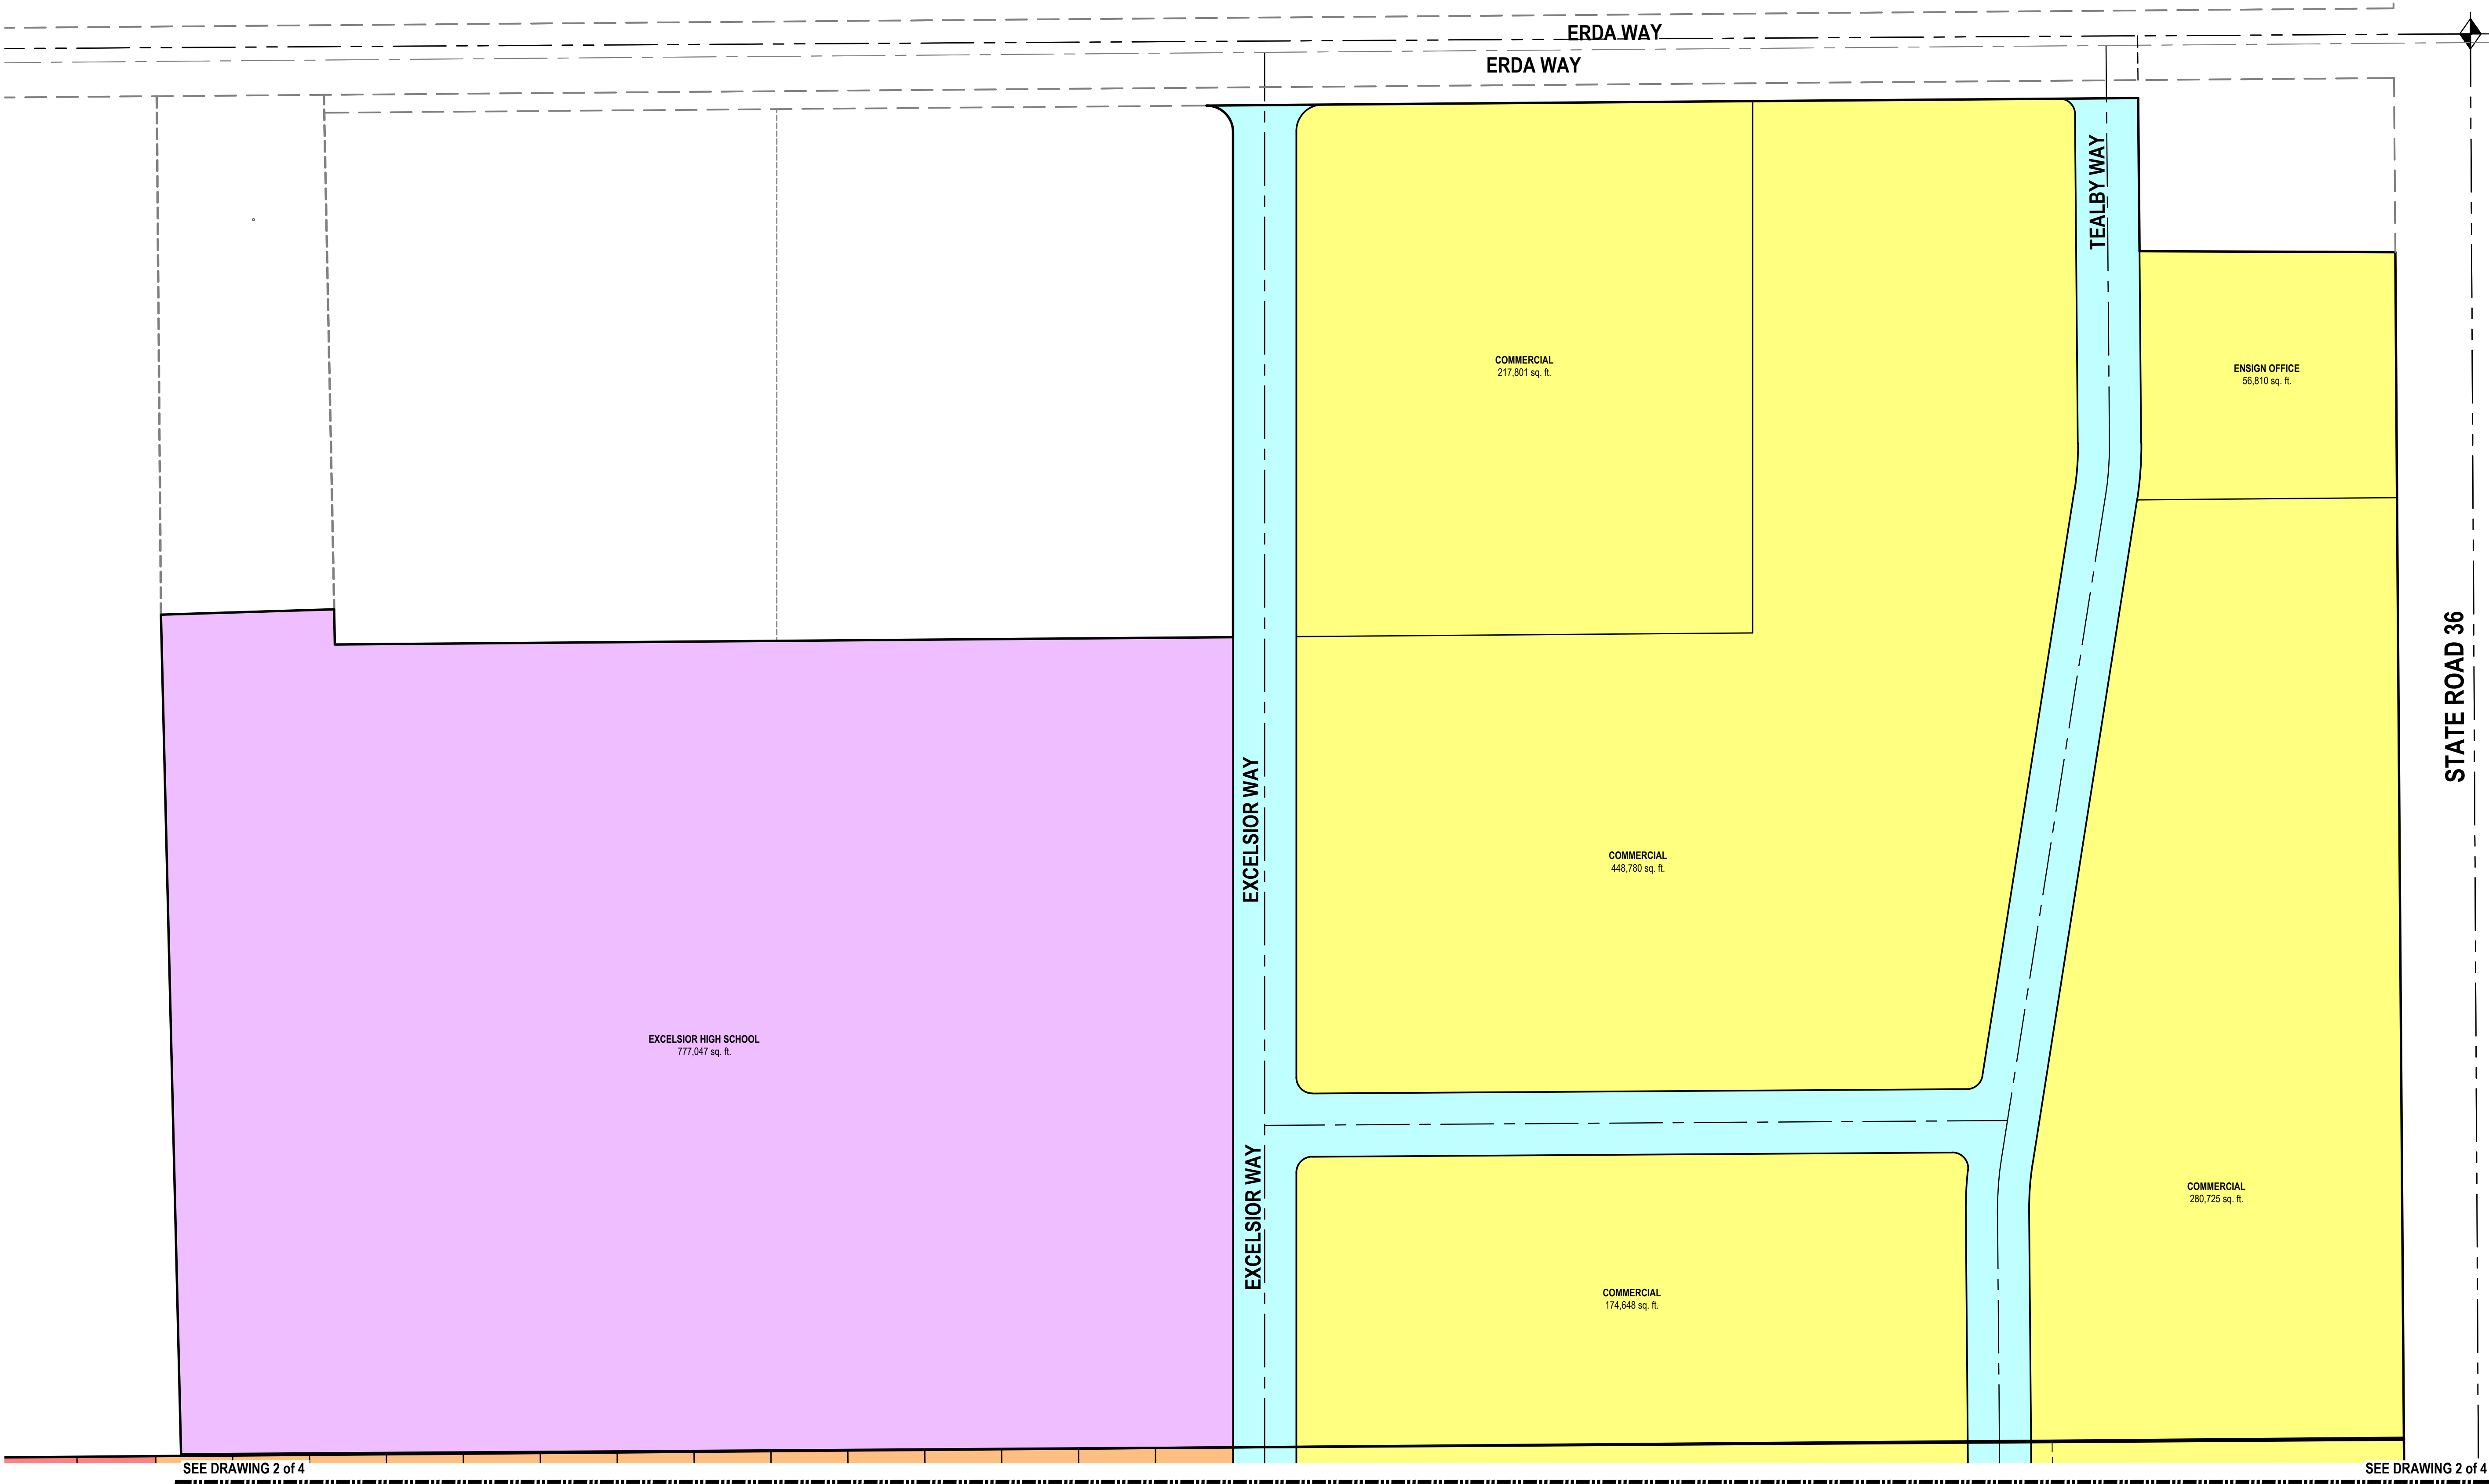 ERDA WAY
ERDA WAY
TEALBY WAY
COMMERCIAL
217,801 sq. ft.
ENSIGN OFFICE
56,810 sq. ft.
STATE ROAD 36
EXCELSIOR WAY
COMMERCIAL
448,780 sq. ft.
EXCELSIOR HIGH SCHOOL
777,047 sq. ft.
EXCELSIOR WAY
COMMERCIAL
280,725 sq. ft.
COMMERCIAL
174,648 sq. ft.
SEE DRAWING 2 of 4
SEE DRAWING 2 of 4